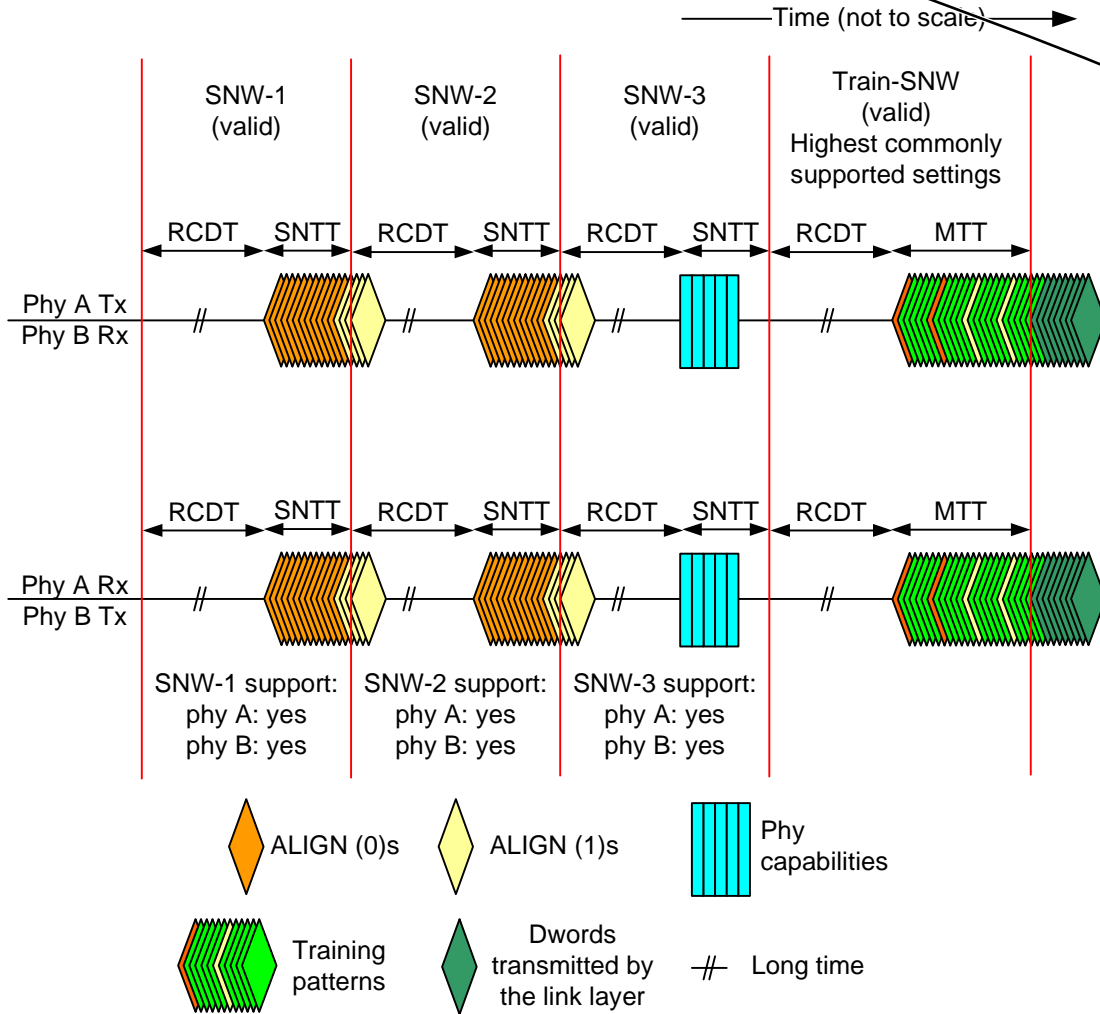 Time (not to scale)
SNW-1
(valid)
SNW-2
(valid)
SNW-3
(valid)
Train-SNW
(valid)
Highest commonly
supported settings
RCDT SNTT RCDT SNTT RCDT SNTT RCDT MTT
Phy A Tx
Phy B Rx
RCDT SNTT RCDT SNTT RCDT SNTT RCDT MTT
Phy A Rx
Phy B Tx
SNW-1 support:
phy A: yes
phy B: yes
SNW-2 support:
phy A: yes
phy B: yes
SNW-3 support:
phy A: yes
phy B: yes
ALIGN (0)s
ALIGN (1)s
Phy
capabilities
Training
patterns
Dwords
transmitted by
the link layer
Long time